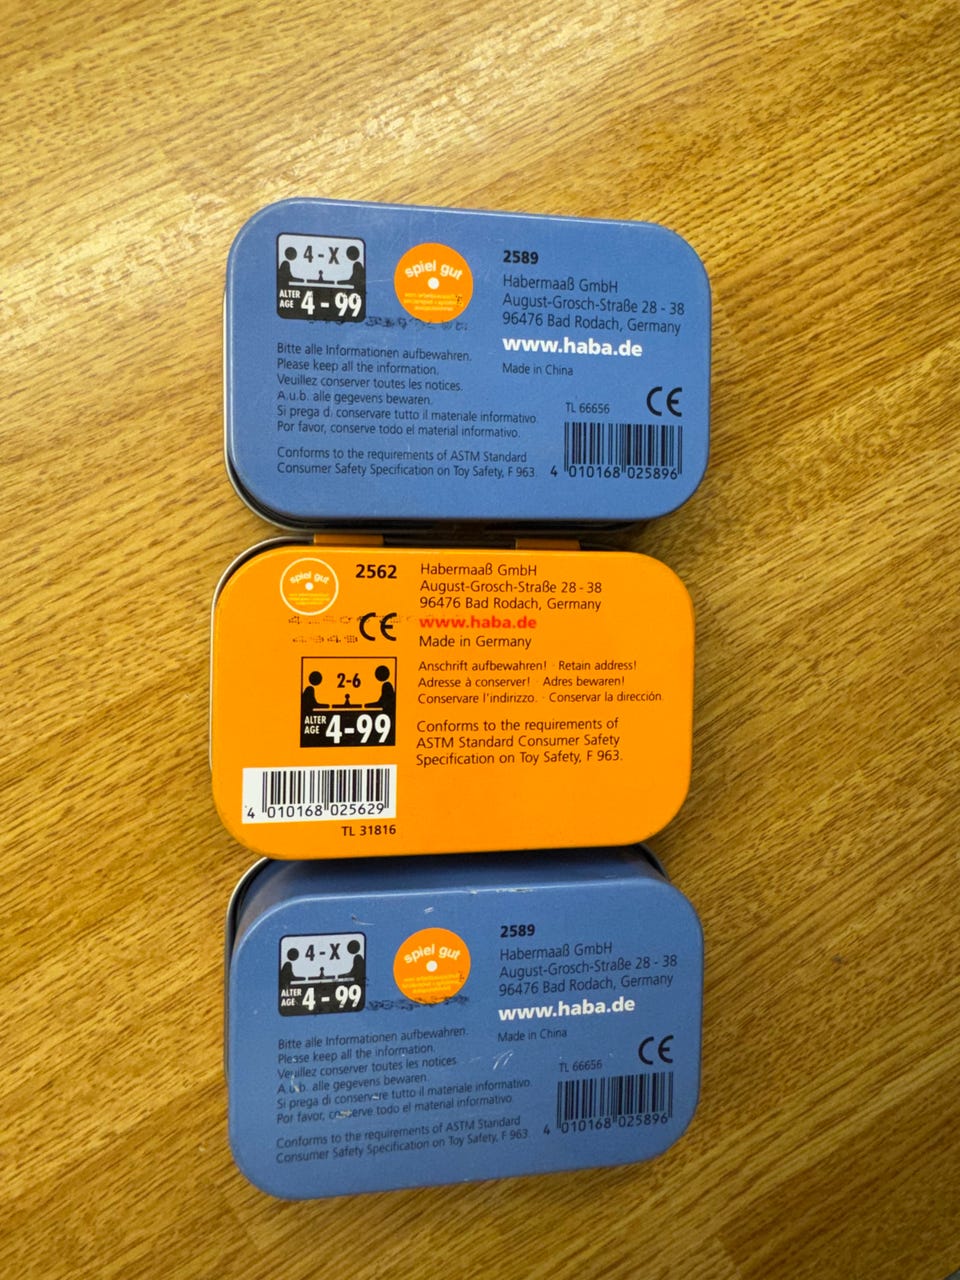 4 - X
ALTER
AGE 4 - 99
spiel gut
2589
Habermaaß GmbH
August-Grosch-Straße 28 - 38
96476 Bad Rodach, Germany
www.haba.de
Made in China
Bitte alle Informationen aufbewahren.
Please keep all the information.
Veuillez conserver toutes les notices.
A.u.b. alle gegevens bewaren.
Si prega di conservare tutto il materiale informativo.
Por favor, conserve todo el material informativo.
Conforms to the requirements of ASTM Standard
Consumer Safety Specification on Toy Safety, F 963.
CE
TL 66656
4 010168 025896
spiel gut
2562
CE
Habermaaß GmbH
August-Grosch-Straße 28 - 38
96476 Bad Rodach, Germany
www.haba.de
Made in Germany
2-6
ALTER
AGE 4-99
Anschrift aufbewahren! · Retain address!
Adresse à conserver! · Adres bewaren!
Conservare l'indirizzo. · Conservar la dirección.
Conforms to the requirements of
ASTM Standard Consumer Safety
Specification on Toy Safety, F 963.
4 010168 025629
TL 31816
4 - X
ALTER
AGE 4 - 99
spiel gut
2589
Habermaaß GmbH
August-Grosch-Straße 28 - 38
96476 Bad Rodach, Germany
www.haba.de
Made in China
Bitte alle Informationen aufbewahren.
Please keep all the information.
Veuillez conserver toutes les notices.
A.u.b. alle gegevens bewaren.
Si prega di conservare tutto il materiale informativo.
Por favor, conserve todo el material informativo.
Conforms to the requirements of ASTM Standard
Consumer Safety Specification on Toy Safety, F 963.
CE
TL 66656
4 010168 025896